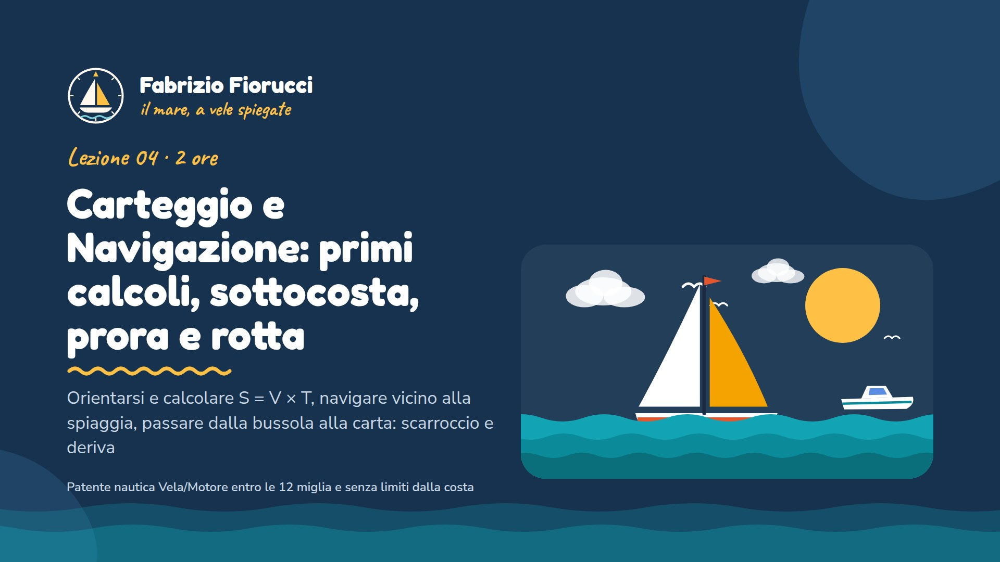 Fabrizio Fiorucci
il mare, a vele spiegate
Lezione 04 · 2 ore
Carteggio e
Navigazione: primi
calcoli, sottocosta,
prora e rotta
Orientarsi e calcolare S = V × T, navigare vicino alla
spiaggia, passare dalla bussola alla carta: scarroccio e
deriva
Patente nautica Vela/Motore entro le 12 miglia e senza limiti dalla costa